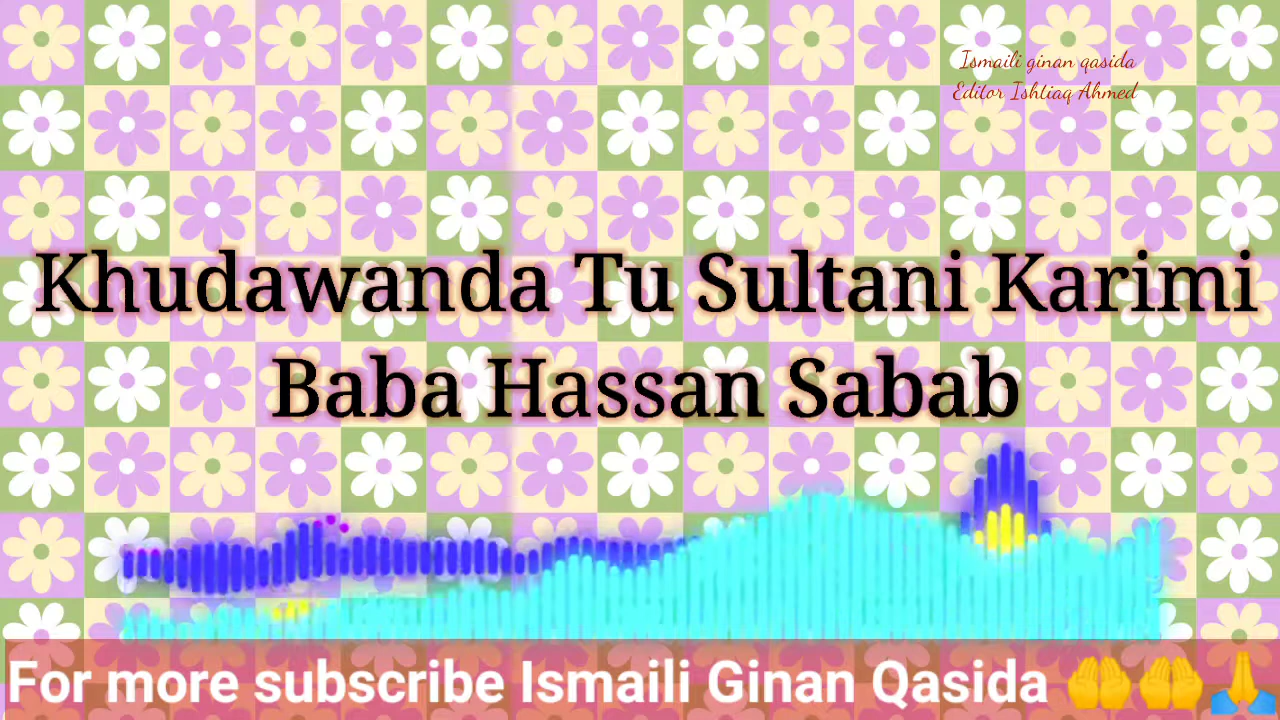 Ismaili ginan qasida
Editor Ishtiaq Ahmed
Khudawanda Tu Sultani Karimi
Baba Hassan Sabab
For more subscribe Ismaili Ginan Qasida 🤲 🤲 🙏